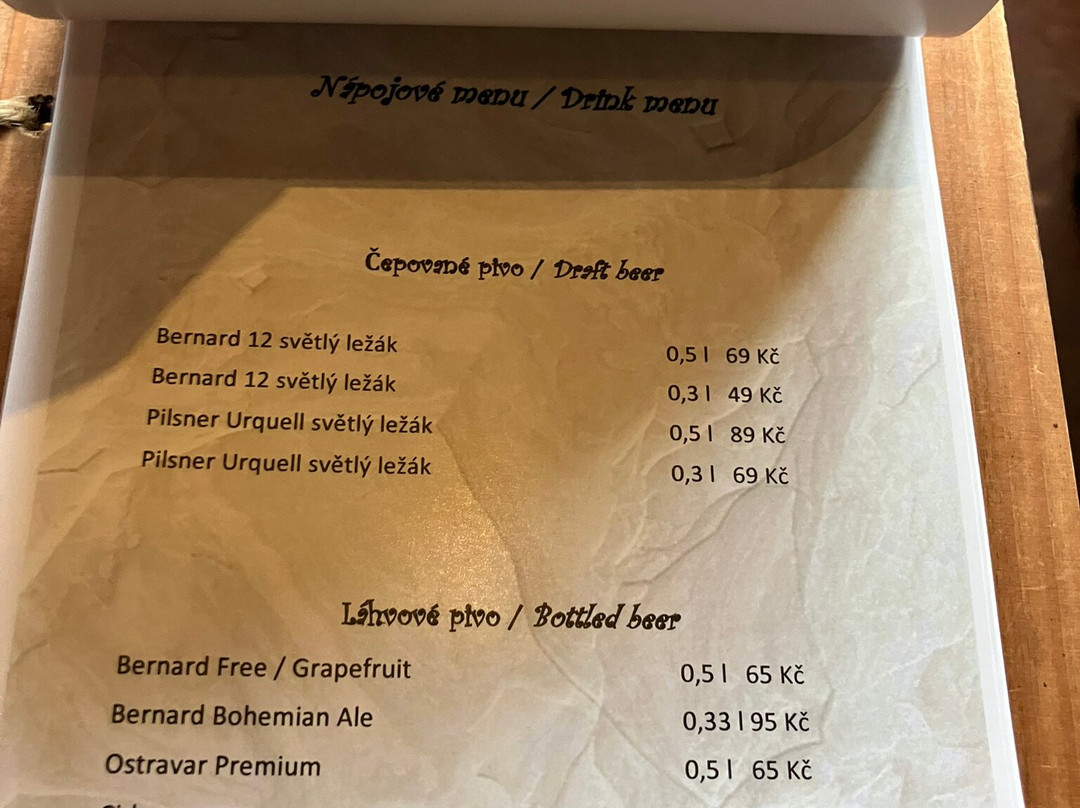 Nápojové menu / Drink menu
Čepované pivo / Draft beer
Bernard 12 světlý ležák 0,5 l 69 Kč
Bernard 12 světlý ležák 0,3 l 49 Kč
Pilsner Urquell světlý ležák 0,5 l 89 Kč
Pilsner Urquell světlý ležák 0,3 l 69 Kč
Láhvové pivo / Bottled beer
Bernard Free / Grapefruit 0,5 l 65 Kč
Bernard Bohemian Ale 0,33 l 95 Kč
Ostravar Premium 0,5 l 65 Kč